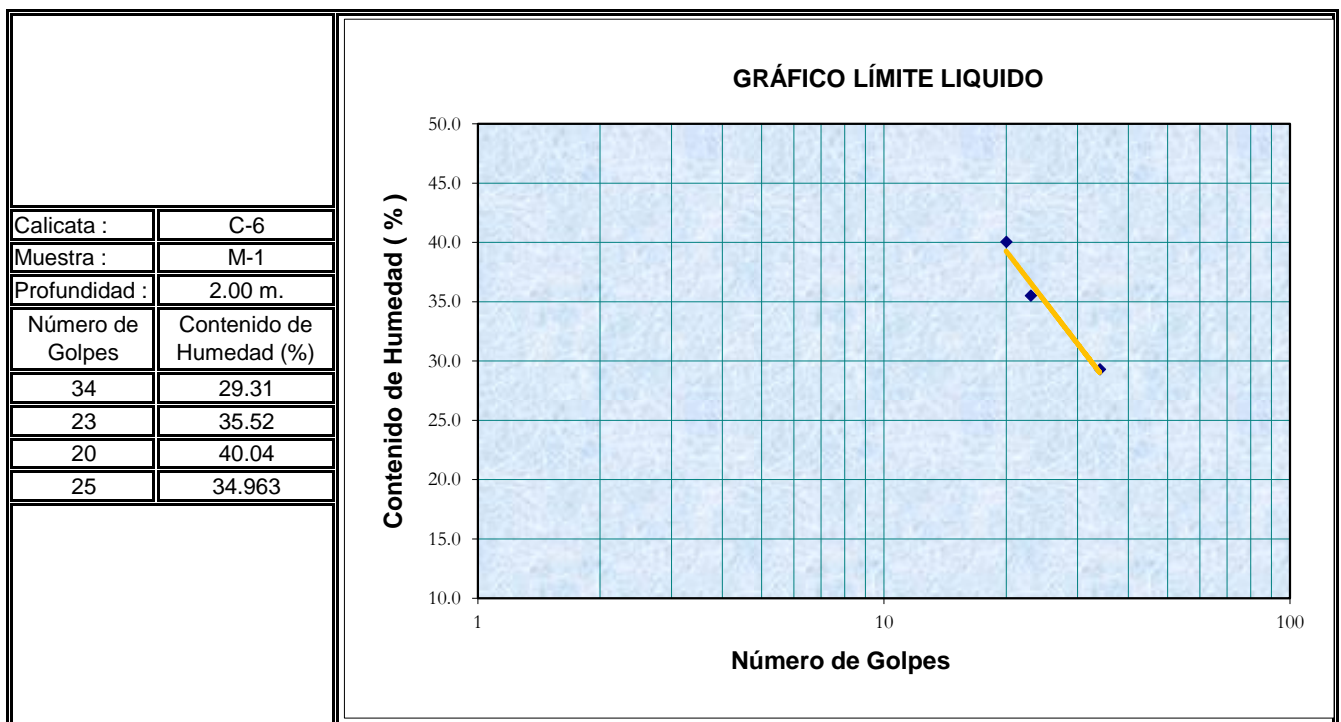 Calicata : C-6
Muestra : M-1
Profundidad : 2.00 m.
Número de Golpes Contenido de Humedad (%)
34 29.31
23 35.52
20 40.04
25 34.963
GRÁFICO LÍMITE LIQUIDO
Contenido de Humedad ( % )
50.0
45.0
40.0
35.0
30.0
25.0
20.0
15.0
10.0
1 10 100
Número de Golpes